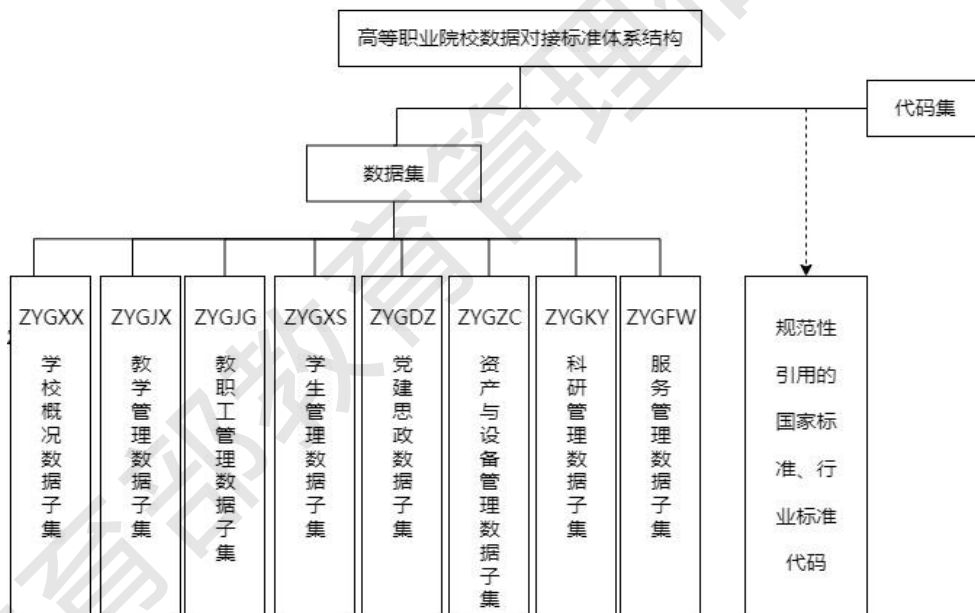 高等职业院校数据对接标准体系结构
代码集
数据集
ZYGXX
学校概况数据子集
ZYGJX
教学管理数据子集
ZYGJG
教职工管理数据子集
ZYGXS
学生管理数据子集
ZYGDZ
党建思政数据子集
ZYGZC
资产与设备管理数据子集
ZYGKY
科研管理数据子集
ZYGFW
服务管理数据子集
规范性
引用的
国家标
准、行
业标准
代码
育部教育管理